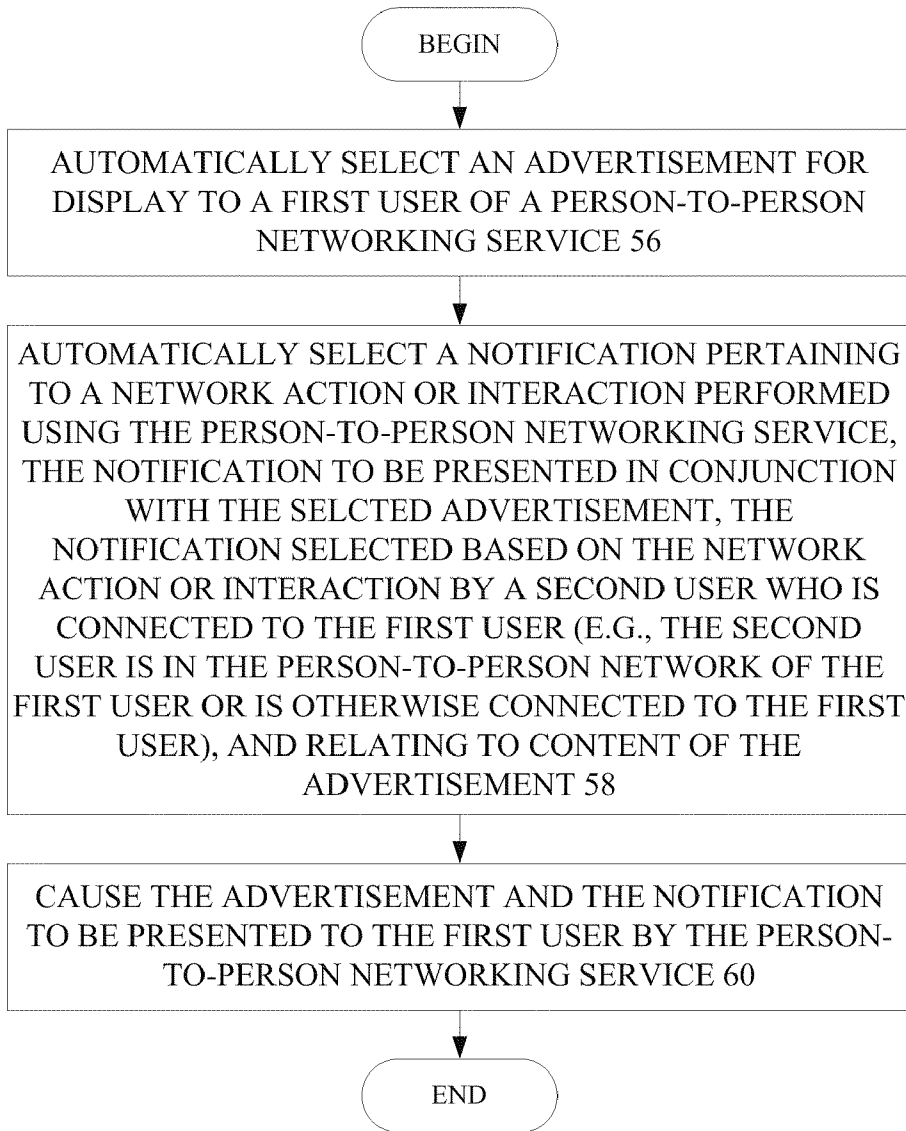 BEGIN
AUTOMATICALLY SELECT AN ADVERTISEMENT FOR
DISPLAY TO A FIRST USER OF A PERSON-TO-PERSON
NETWORKING SERVICE 56
AUTOMATICALLY SELECT A NOTIFICATION PERTAINING
TO A NETWORK ACTION OR INTERACTION PERFORMED
USING THE PERSON-TO-PERSON NETWORKING SERVICE,
THE NOTIFICATION TO BE PRESENTED IN CONJUNCTION
WITH THE SELCTED ADVERTISEMENT, THE
NOTIFICATION SELECTED BASED ON THE NETWORK
ACTION OR INTERACTION BY A SECOND USER WHO IS
CONNECTED TO THE FIRST USER (E.G., THE SECOND
USER IS IN THE PERSON-TO-PERSON NETWORK OF THE
FIRST USER OR IS OTHERWISE CONNECTED TO THE FIRST
USER), AND RELATING TO CONTENT OF THE
ADVERTISEMENT 58
CAUSE THE ADVERTISEMENT AND THE NOTIFICATION
TO BE PRESENTED TO THE FIRST USER BY THE PERSON-
TO-PERSON NETWORKING SERVICE 60
END